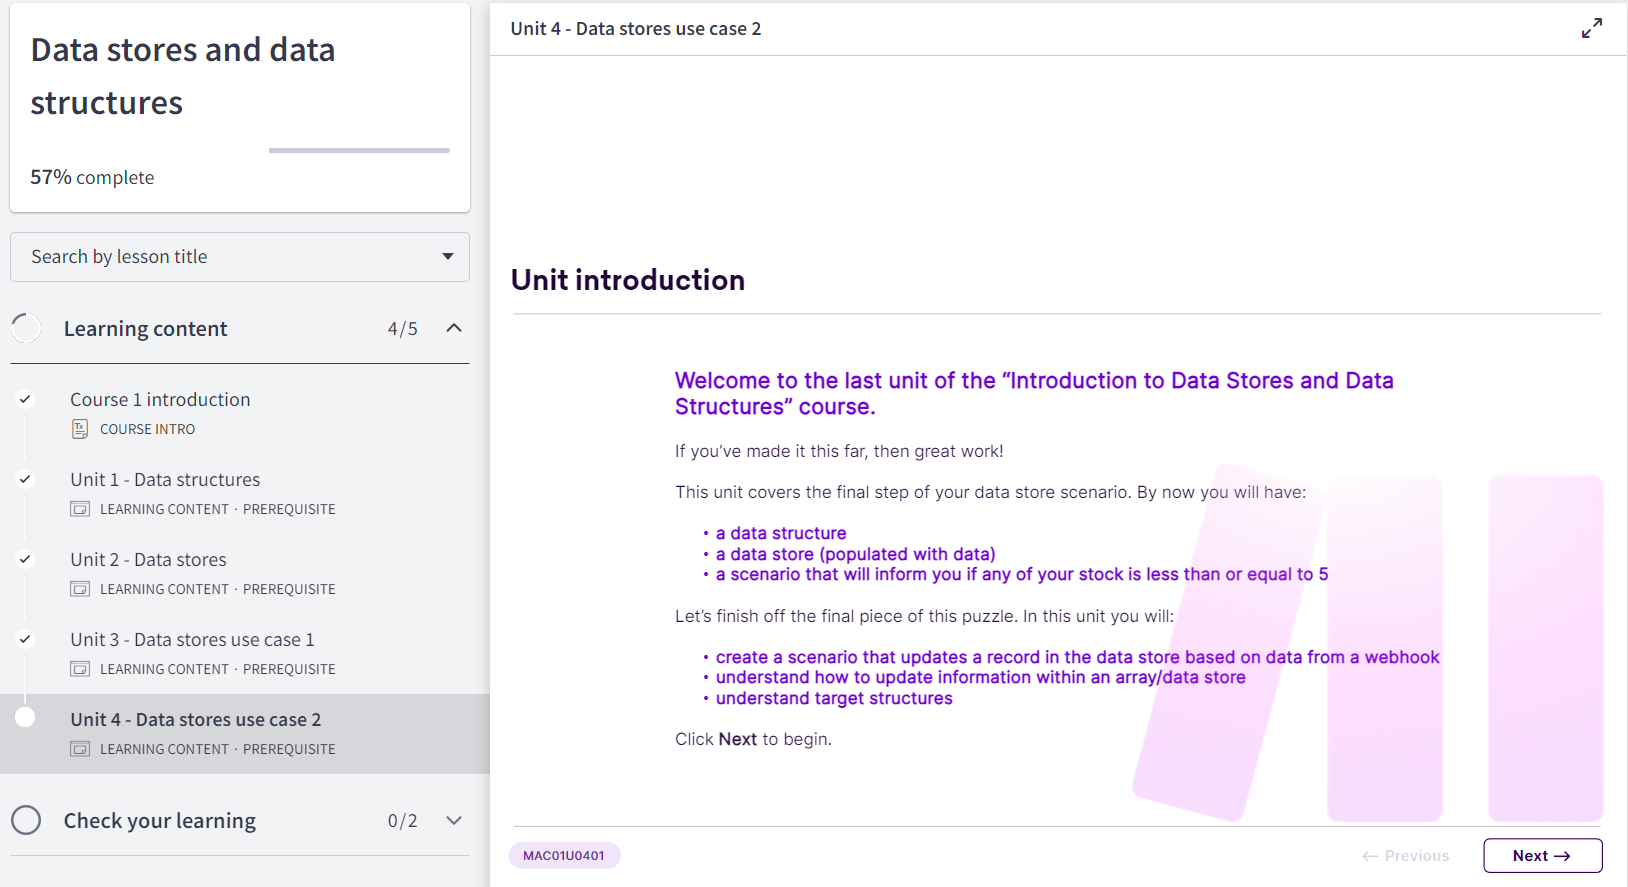 Data stores and data
structures
57% complete
Search by lesson title
Learning content 4/5
Course 1 introduction
COURSE INTRO
Unit 1 - Data structures
LEARNING CONTENT · PREREQUISITE
Unit 2 - Data stores
LEARNING CONTENT · PREREQUISITE
Unit 3 - Data stores use case 1
LEARNING CONTENT · PREREQUISITE
Unit 4 - Data stores use case 2
LEARNING CONTENT · PREREQUISITE
Check your learning 0/2
Unit 4 - Data stores use case 2
Unit introduction
Welcome to the last unit of the “Introduction to Data Stores and Data
Structures” course.
If you’ve made it this far, then great work!
This unit covers the final step of your data store scenario. By now you will have:
• a data structure
• a data store (populated with data)
• a scenario that will inform you if any of your stock is less than or equal to 5
Let’s finish off the final piece of this puzzle. In this unit you will:
• create a scenario that updates a record in the data store based on data from a webhook
• understand how to update information within an array/data store
• understand target structures
Click Next to begin.
MAC01U0401
← Previous
Next →